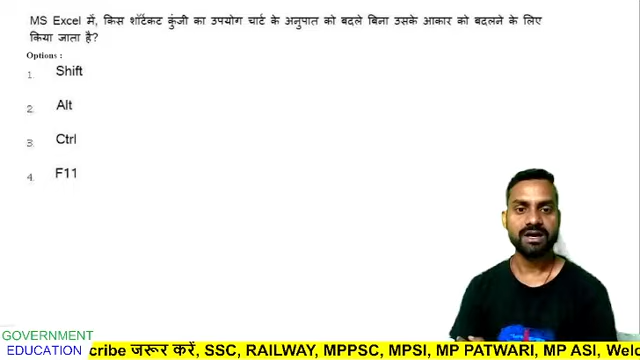 MS Excel में, किस शॉर्टकट कुंजी का उपयोग चार्ट के अनुपात को बदले बिना उसके आकार को बदलने के लिए
किया जाता है?
Options :
1. Shift
2. Alt
3. Ctrl
4. F11
GOVERNMENT
EDUCATION
cribe जरूर करें, SSC, RAILWAY, MPPSC, MPSI, MP PATWARI, MP ASI, Welc